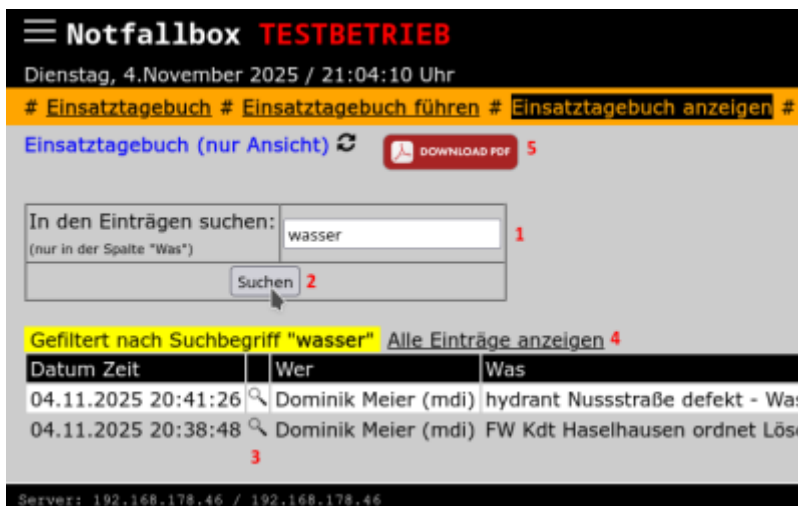 Notfallbox TESTBETRIEB
Dienstag, 4.November 2025 / 21:04:10 Uhr
# Einsatztagebuch # Einsatztagebuch führen # Einsatztagebuch anzeigen #
Einsatztagebuch (nur Ansicht) DOWNLOAD PDF 5
In den Einträgen suchen: wasser 1
(nur in der Spalte "Was")
Suchen 2
Gefiltert nach Suchbegriff "wasser" Alle Einträge anzeigen 4
Datum Zeit Wer Was
04.11.2025 20:41:26 Dominik Meier (mdi) hydrant Nussstraße defekt - Was
04.11.2025 20:38:48 Dominik Meier (mdi) FW Kdt Haselhausen ordnet Lös
3
Server: 192.168.178.46 / 192.168.178.46